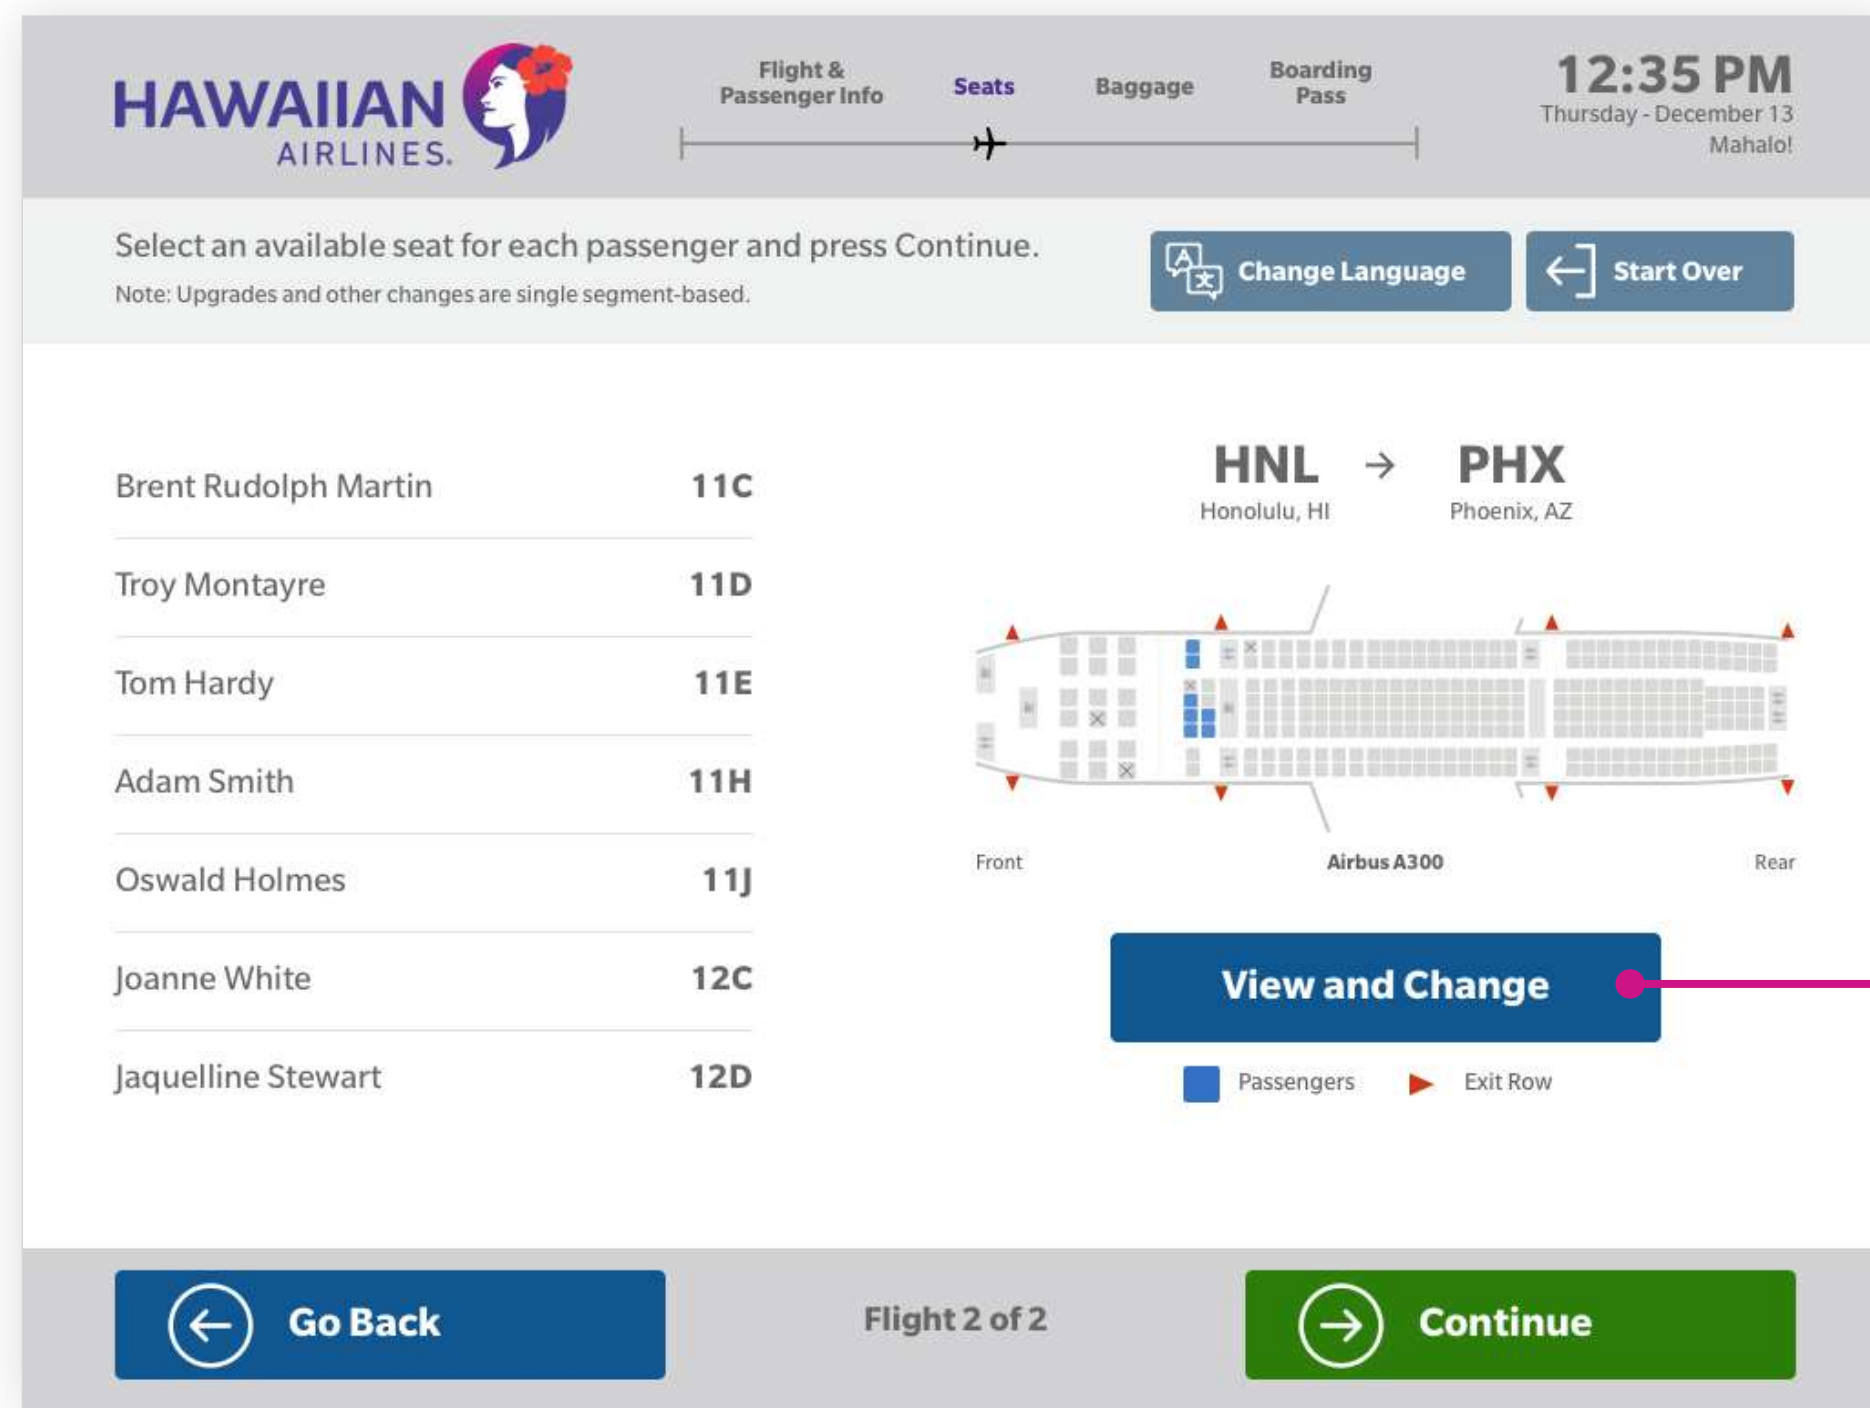 HAWAIIAN
AIRLINES.
Flight &
Passenger Info
Seats
Baggage
Boarding
Pass
12:35 PM
Thursday - December 13
Mahalo!
Select an available seat for each passenger and press Continue.
Note: Upgrades and other changes are single segment-based.
Change Language
Start Over
Brent Rudolph Martin 11C
Troy Montayre 11D
Tom Hardy 11E
Adam Smith 11H
Oswald Holmes 11J
Joanne White 12C
Jaquelline Stewart 12D
HNL → PHX
Honolulu, HI Phoenix, AZ
Front Airbus A300 Rear
View and Change
Passengers Exit Row
Go Back
Flight 2 of 2
Continue